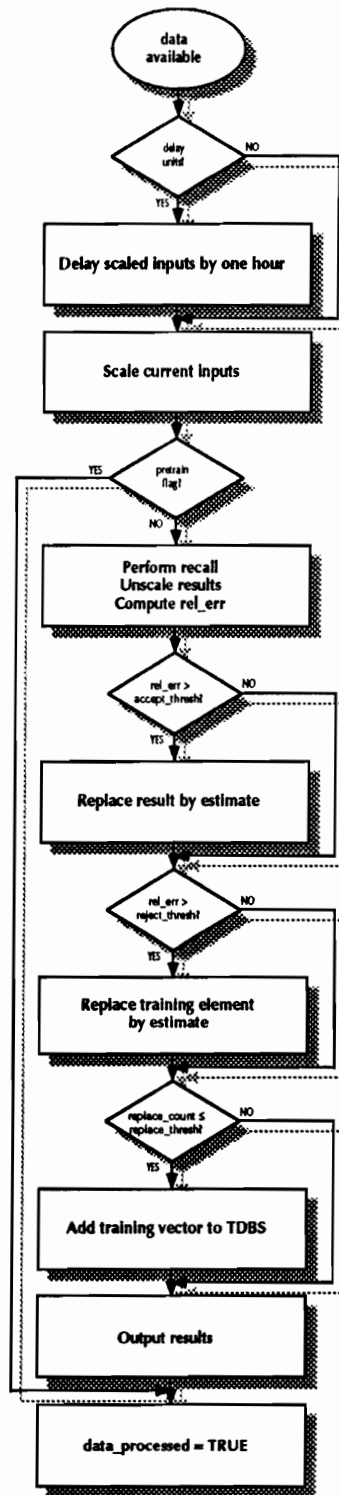 data
available
delay
units?
NO
YES
Delay scaled inputs by one hour
Scale current inputs
YES
pretrain
flag?
NO
Perform recall
Unscale results
Compute rel_err
rel_err >
accept_thresh?
NO
YES
Replace result by estimate
rel_err >
reject_thresh?
NO
YES
Replace training element
by estimate
replace_count ≤
replace_thresh?
NO
YES
Add training vector to TDBS
Output results
data_processed = TRUE